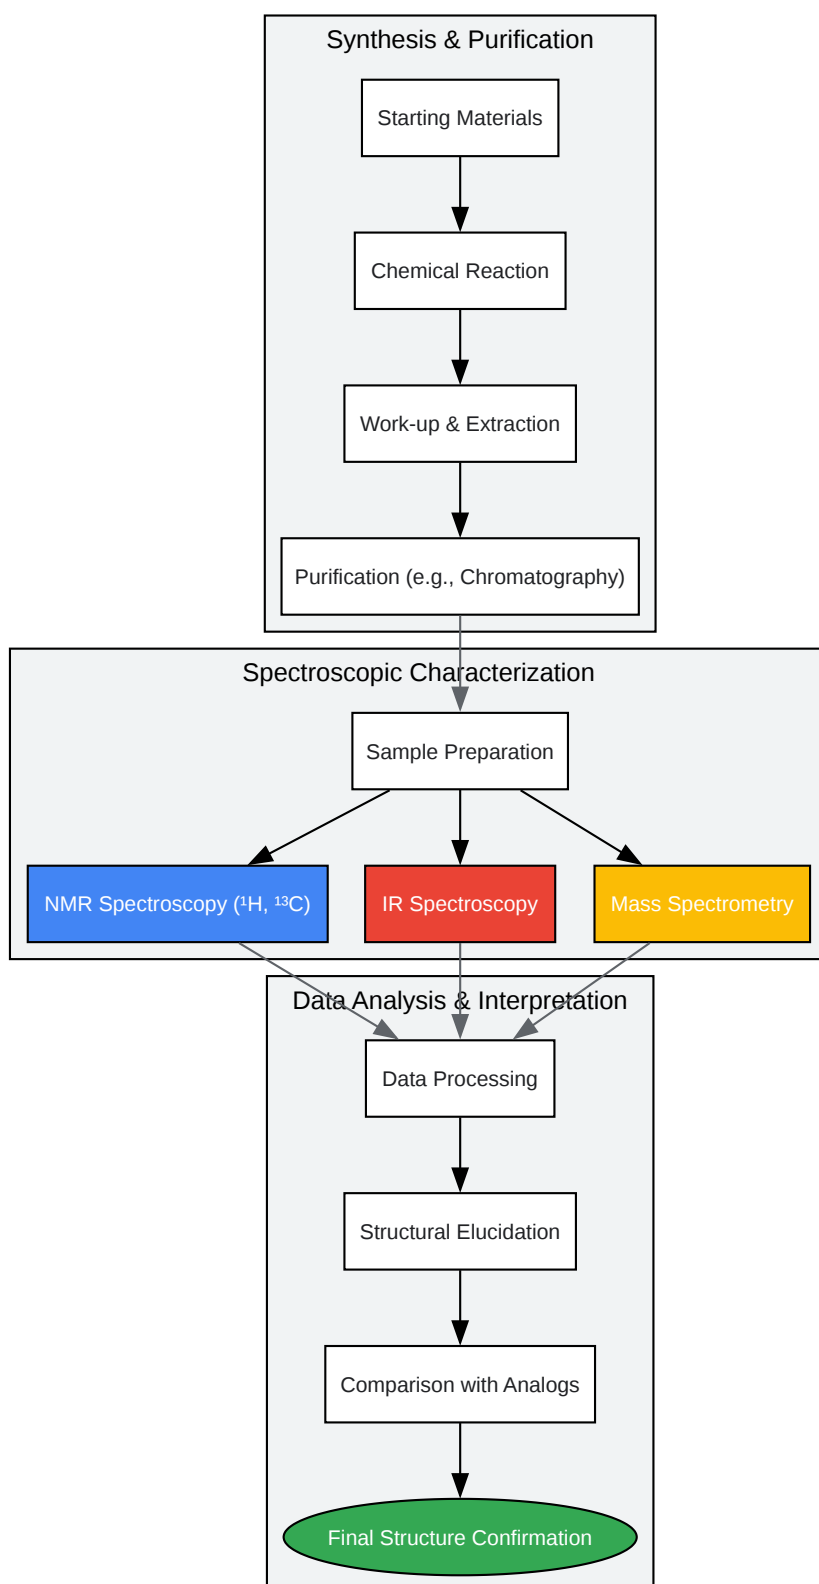 Synthesis & Purification
Starting Materials
Chemical Reaction
Work-up & Extraction
Purification (e.g., Chromatography)
Spectroscopic Characterization
Sample Preparation
NMR Spectroscopy (¹H, ¹³C)
IR Spectroscopy
Mass Spectrometry
Data Analysis & Interpretation
Data Processing
Structural Elucidation
Comparison with Analogs
Final Structure Confirmation